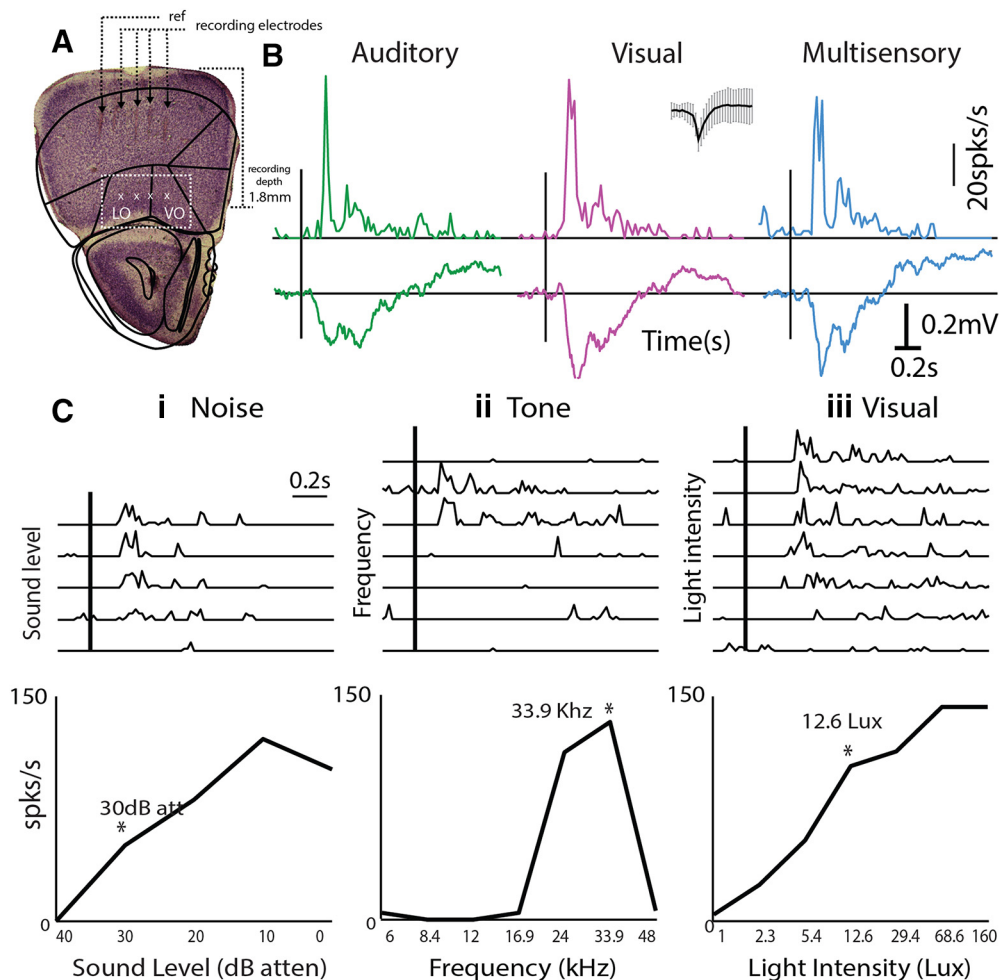 A
ref
recording electrodes
recording
depth
1.8mm
LO
VO
x x x x
B
Auditory
Visual
Multisensory
20spks/s
Time(s)
0.2mV
0.2s
C
i Noise
ii Tone
iii Visual
0.2s
Sound level
Frequency
Light intensity
150
spks/s
30dB att
*
0
40 30 20 10 0
Sound Level (dB atten)
150
33.9 Khz
*
0
6 8.4 12 16.9 24 33.9 48
Frequency (kHz)
150
12.6 Lux
*
0
1 2.3 5.4 12.6 29.4 68.6 160
Light Intensity (Lux)